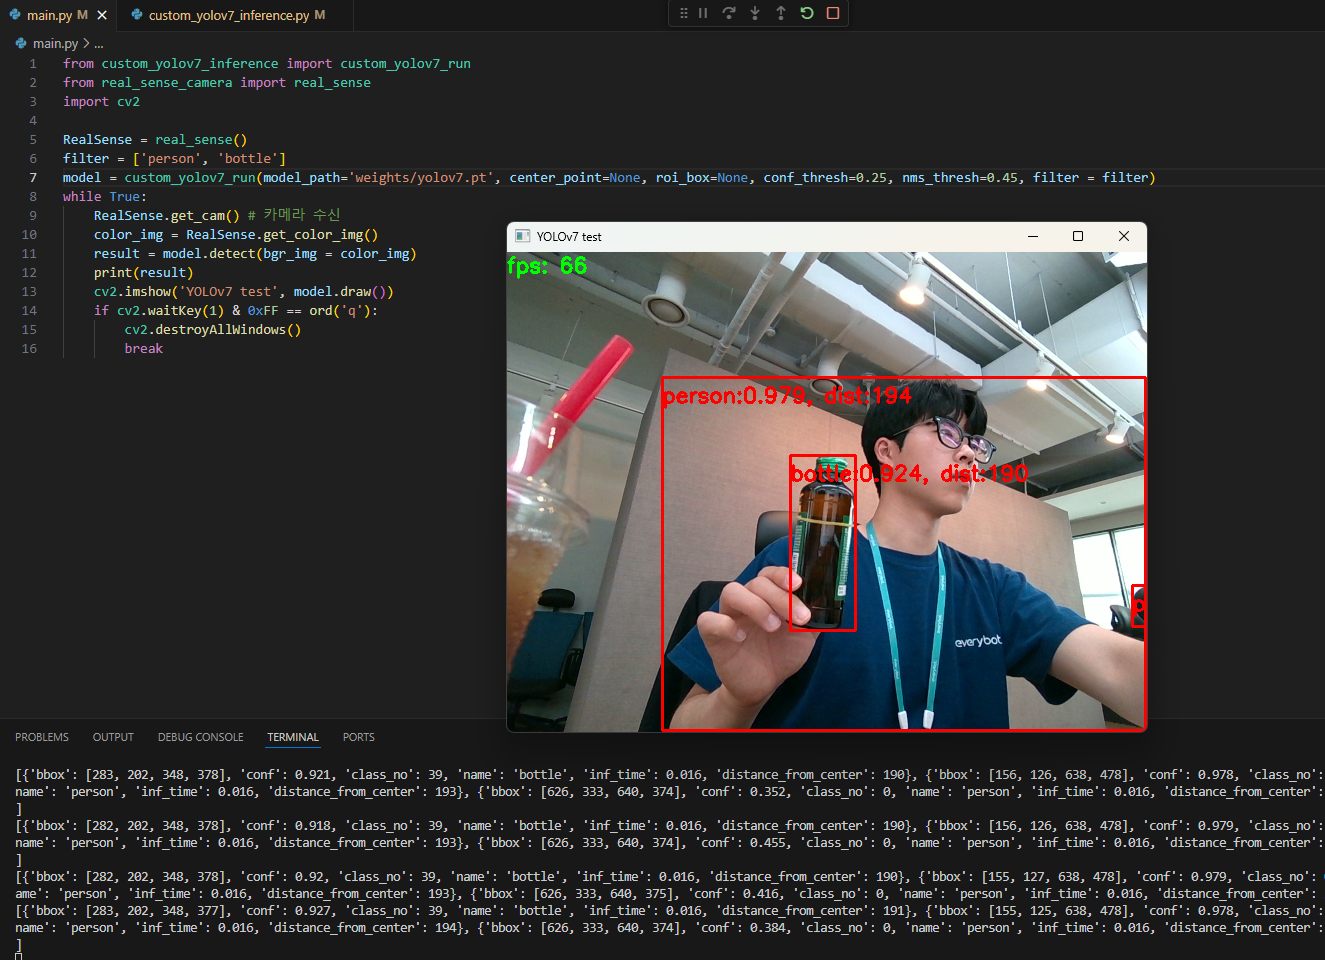 main.py M
custom_yolov7_inference.py M
main.py > ...
1 from custom_yolov7_inference import custom_yolov7_run
2 from real_sense_camera import real_sense
3 import cv2
4
5 RealSense = real_sense()
6 filter = ['person', 'bottle']
7 model = custom_yolov7_run(model_path='weights/yolov7.pt', center_point=None, roi_box=None, conf_thresh=0.25, nms_thresh=0.45, filter = filter)
8 while True:
9 RealSense.get_cam() # 카메라 수신
10 color_img = RealSense.get_color_img()
11 result = model.detect(bgr_img = color_img)
12 print(result)
13 cv2.imshow('YOLOv7 test', model.draw())
14 if cv2.waitKey(1) & 0xFF == ord('q'):
15 cv2.destroyAllWindows()
16 break
YOLOv7 test
fps: 66
person:0.979, dist:194
bottle:0.924, dist:190
p
everybot
PROBLEMS OUTPUT DEBUG CONSOLE TERMINAL PORTS
[{'bbox': [283, 202, 348, 378], 'conf': 0.921, 'class_no': 39, 'name': 'bottle', 'inf_time': 0.016, 'distance_from_center': 190}, {'bbox': [156, 126, 638, 478], 'conf': 0.978, 'class_no':
name': 'person', 'inf_time': 0.016, 'distance_from_center': 193}, {'bbox': [626, 333, 640, 374], 'conf': 0.352, 'class_no': 0, 'name': 'person', 'inf_time': 0.016, 'distance_from_center':
]
[{'bbox': [282, 202, 348, 378], 'conf': 0.918, 'class_no': 39, 'name': 'bottle', 'inf_time': 0.016, 'distance_from_center': 190}, {'bbox': [156, 126, 638, 478], 'conf': 0.979, 'class_no':
name': 'person', 'inf_time': 0.016, 'distance_from_center': 193}, {'bbox': [626, 333, 640, 374], 'conf': 0.455, 'class_no': 0, 'name': 'person', 'inf_time': 0.016, 'distance_from_center':
]
[{'bbox': [282, 202, 348, 378], 'conf': 0.92, 'class_no': 39, 'name': 'bottle', 'inf_time': 0.016, 'distance_from_center': 190}, {'bbox': [155, 127, 638, 478], 'conf': 0.979, 'class_no':
ame': 'person', 'inf_time': 0.016, 'distance_from_center': 193}, {'bbox': [626, 333, 640, 375], 'conf': 0.416, 'class_no': 0, 'name': 'person', 'inf_time': 0.016, 'distance_from_center':
[{'bbox': [283, 202, 348, 377], 'conf': 0.927, 'class_no': 39, 'name': 'bottle', 'inf_time': 0.016, 'distance_from_center': 191}, {'bbox': [155, 125, 638, 478], 'conf': 0.978, 'class_no':
name': 'person', 'inf_time': 0.016, 'distance_from_center': 194}, {'bbox': [626, 333, 640, 374], 'conf': 0.384, 'class_no': 0, 'name': 'person', 'inf_time': 0.016, 'distance_from_center':
]